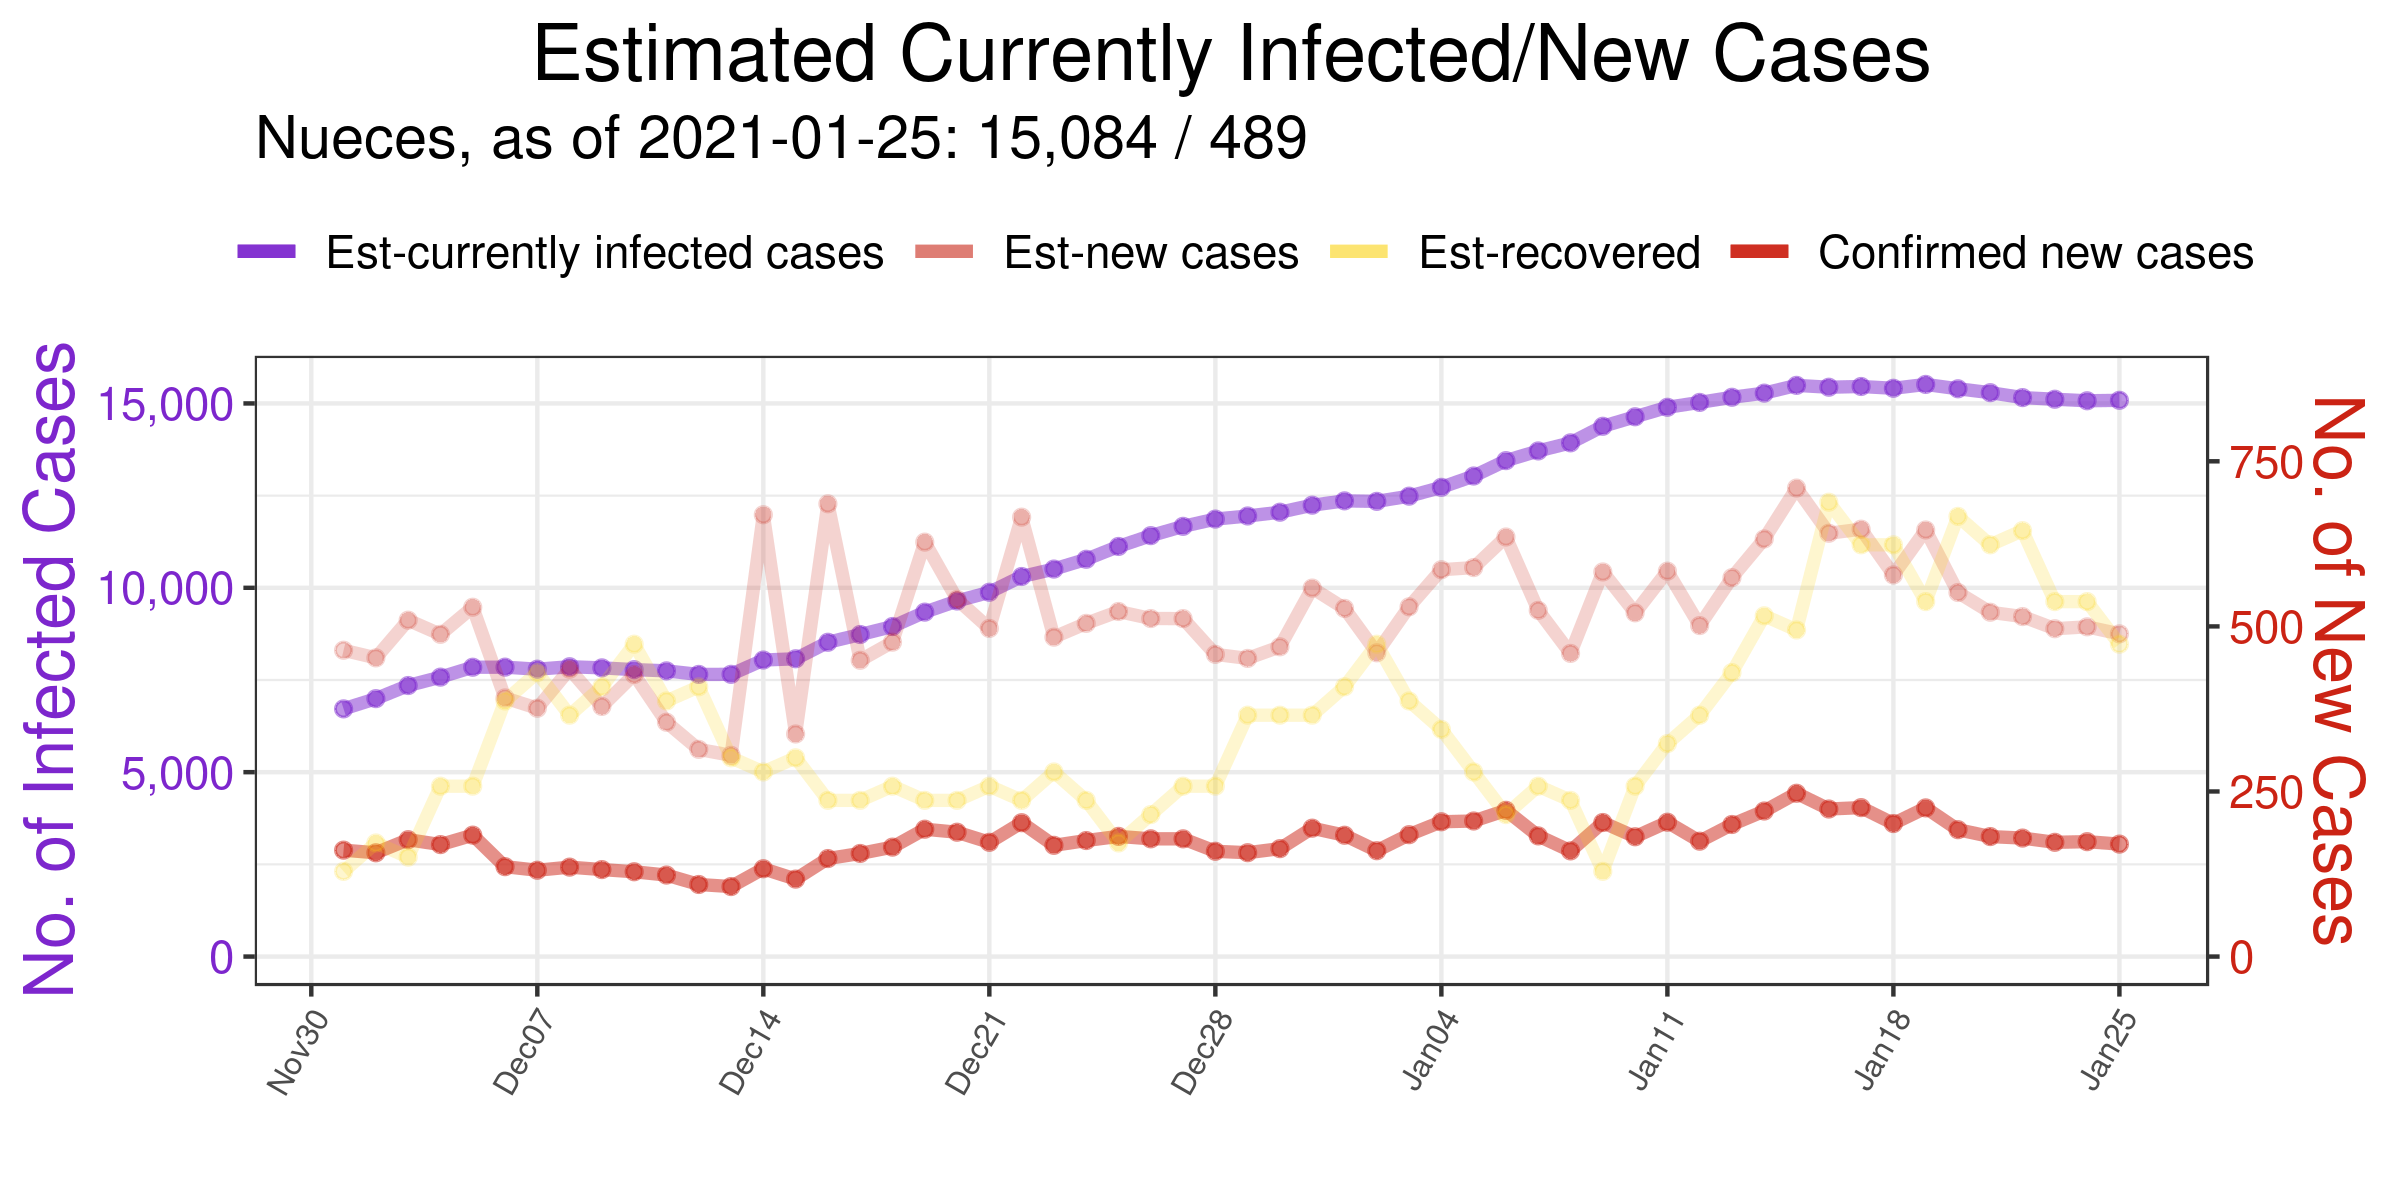 Estimated Currently Infected/New Cases
Nueces, as of 2021-01-25: 15,084 / 489
Est-currently infected cases Est-new cases Est-recovered Confirmed new cases
No. of Infected Cases
15,000
10,000
5,000
0
No. of New Cases
750
500
250
0
Nov30 Dec07 Dec14 Dec21 Dec28 Jan04 Jan11 Jan18 Jan25